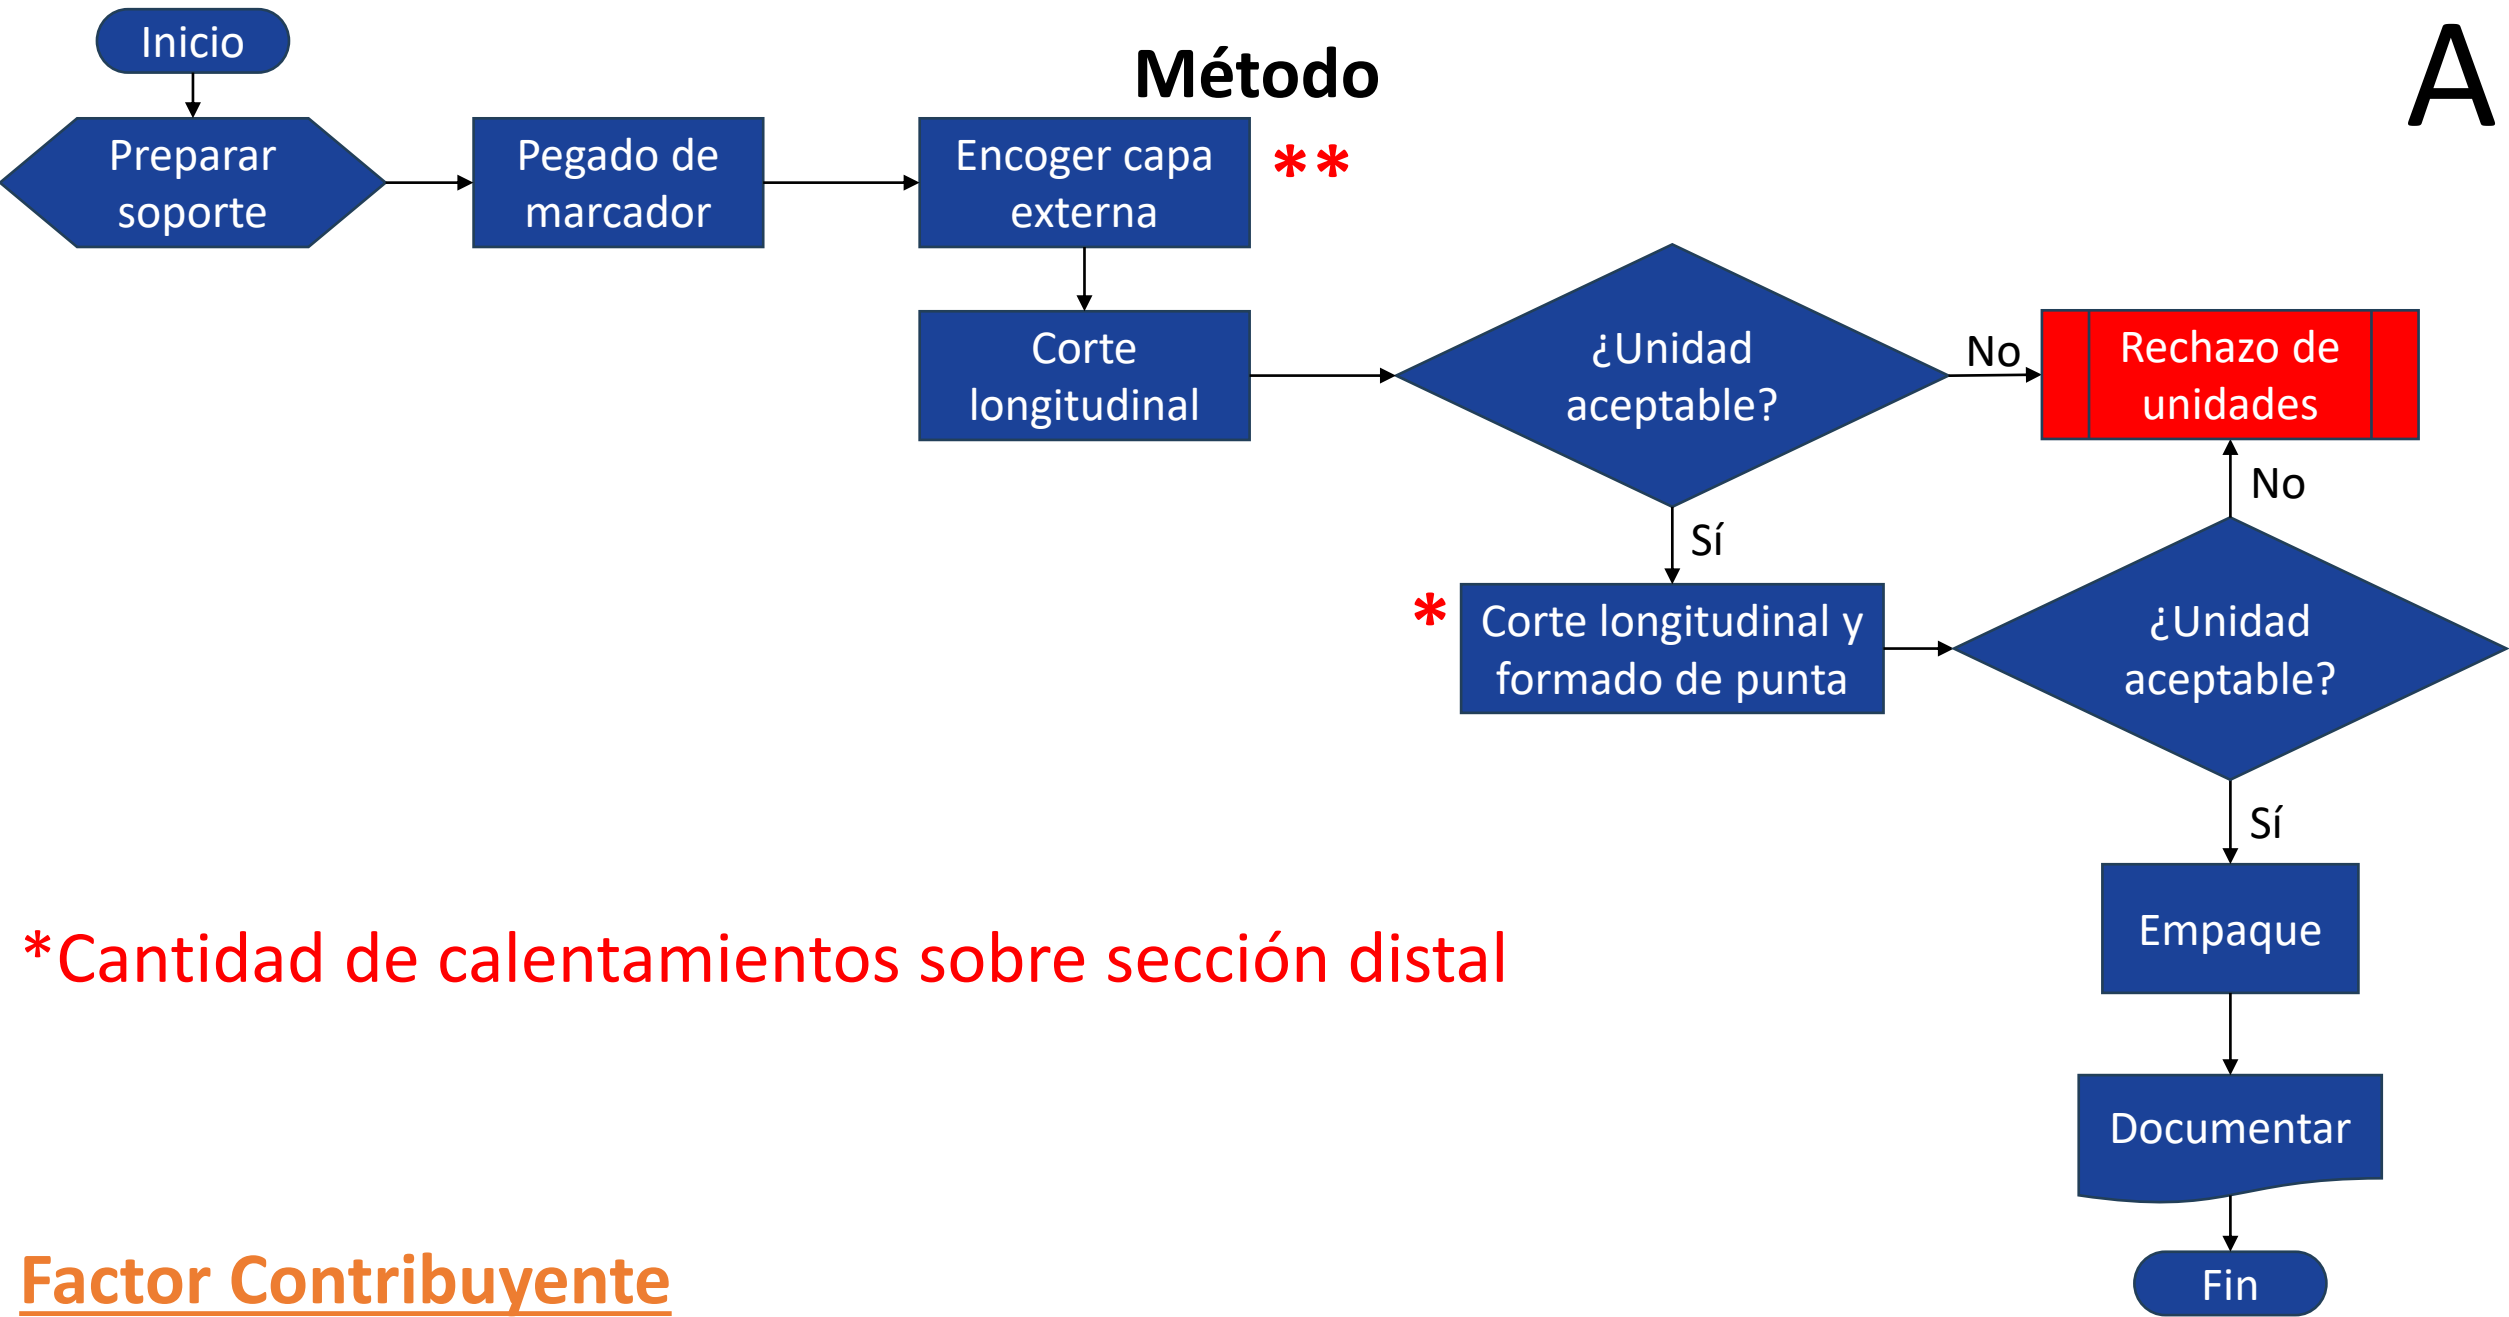 Inicio
Método
A
Preparar
soporte
Pegado de
marcador
Encoger capa
externa
**
Corte
longitudinal
¿Unidad
aceptable?
No
Rechazo de
unidades
No
Sí
*
Corte longitudinal y
formado de punta
¿Unidad
aceptable?
Sí
Empaque
*Cantidad de calentamientos sobre sección distal
Documentar
Factor Contribuyente
Fin